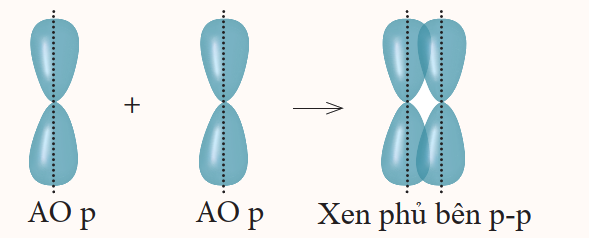 +
AO p AO p Xen phủ bên p-p